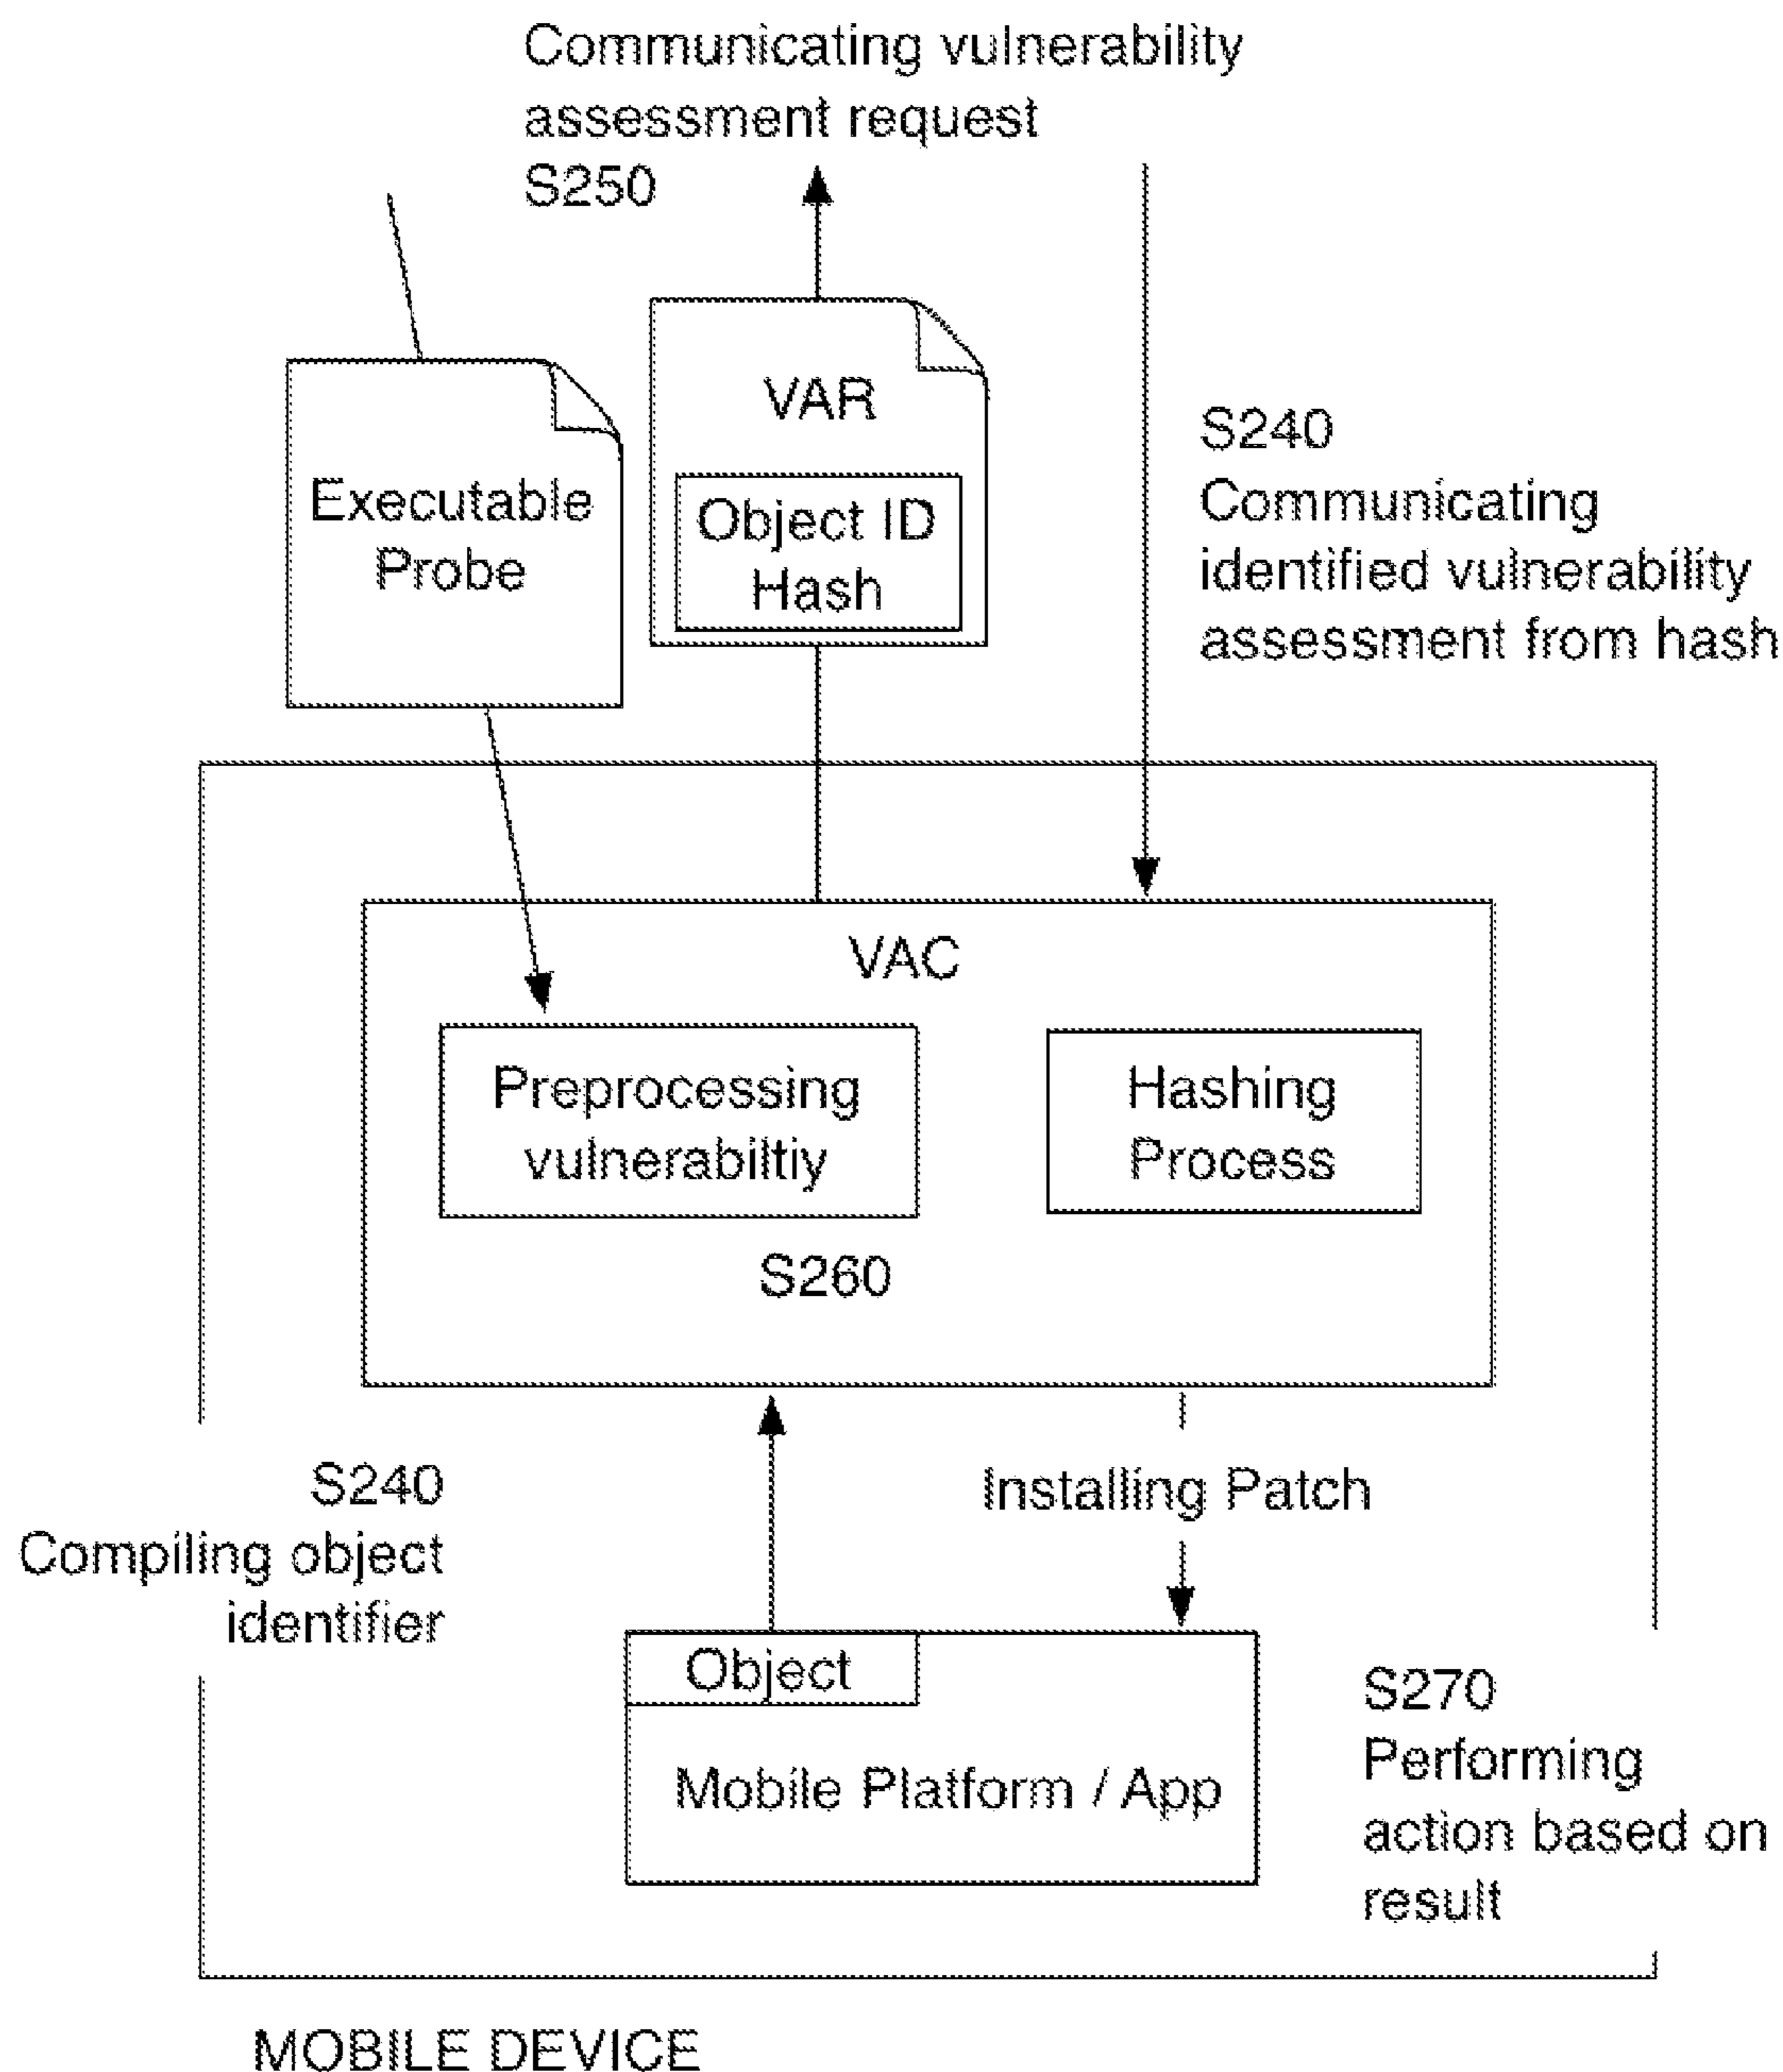 Communicating vulnerability
assessment request
S250
VAR
Object ID
Hash
Executable
Probe
S240
Communicating
identified vulnerability
assessment from hash
VAC
Preprocessing
vulnerabiltiy
Hashing
Process
S260
S240
Compiling object
identifier
Installing Patch
Object
Mobile Platform / App
S270
Performing
action based on
result
MOBILE DEVICE